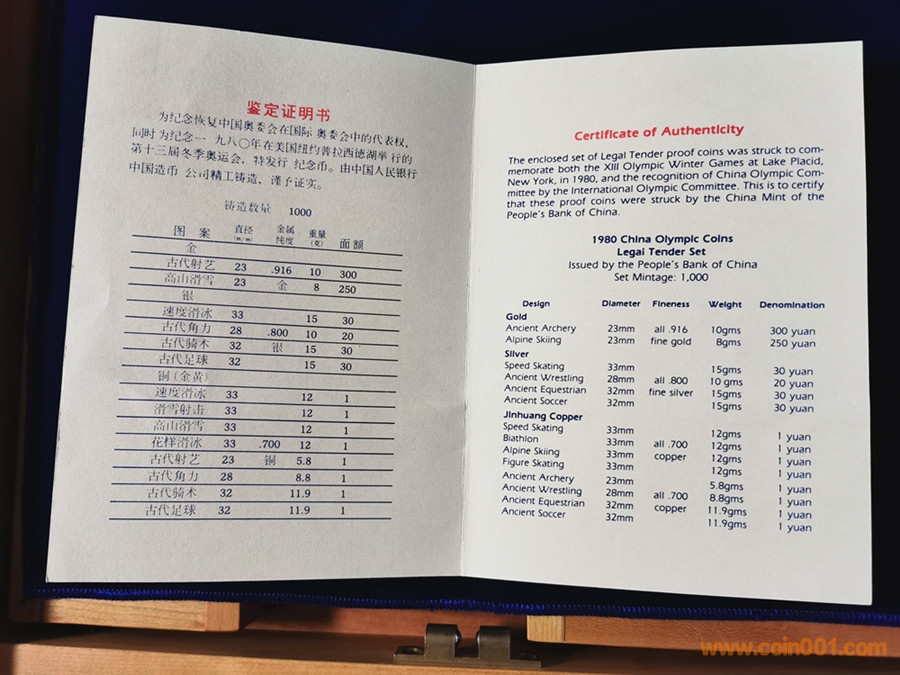 鉴定证明书
为纪念恢复中国奥委会在国际 奥委会中的代表权,
同时为纪念一 九八〇年在美国纽约普拉西德湖举 行的
第十三届冬季奥运会, 特发行 纪念币。由中国人民银行
中国造币 公司精工铸造, 谨予证实。
铸造数量 1000
图 案 直径(m/m) 金属纯度 重量(克) 面额
金
古代射艺 23 .916 10 300
高山滑雪 23 金 8 250
银
速度滑冰 33 15 30
古代角力 28 .800 10 20
古代骑术 32 银 15 30
古代足球 32 15 30
铜(金黄)
速度滑冰 33 12 1
滑雪射击 33 12 1
高山滑雪 33 12 1
花样滑冰 33 .700 12 1
古代射艺 23 铜 5.8 1
古代角力 28 8.8 1
古代骑术 32 11.9 1
古代足球 32 11.9 1
Certificate of Authenticity
The enclosed set of Legal Tender proof coins was struck to com-
memorate both the XIII Olympic Winter Games at Lake Placid,
New York, in 1980, and the recognition of China Olympic Com-
mittee by the International Olympic Committee. This is to certify
that these proof coins were struck by the China Mint of the
People's Bank of China.
1980 China Olympic Coins
Legal Tender Set
Issued by the People's Bank of China
Set Mintage: 1,000
Design Diameter Fineness Weight Denomination
Gold
Ancient Archery 23mm all .916 10gms 300 yuan
Alpine Skiing 23mm fine gold 8gms 250 yuan
Silver
Speed Skating 33mm 15gms 30 yuan
Ancient Wrestling 28mm all .800 10 gms 20 yuan
Ancient Equestrian 32mm fine silver 15gms 30 yuan
Ancient Soccer 32mm 15gms 30 yuan
Jinhuang Copper
Speed Skating 33mm 12gms 1 yuan
Biathlon 33mm all .700 12gms 1 yuan
Alpine Skiing 33mm copper 12gms 1 yuan
Figure Skating 33mm 12gms 1 yuan
Ancient Archery 23mm 5.8gms 1 yuan
Ancient Wrestling 28mm all .700 8.8gms 1 yuan
Ancient Equestrian 32mm copper 11.9gms 1 yuan
Ancient Soccer 32mm 11.9gms 1 yuan
www.coin001.com